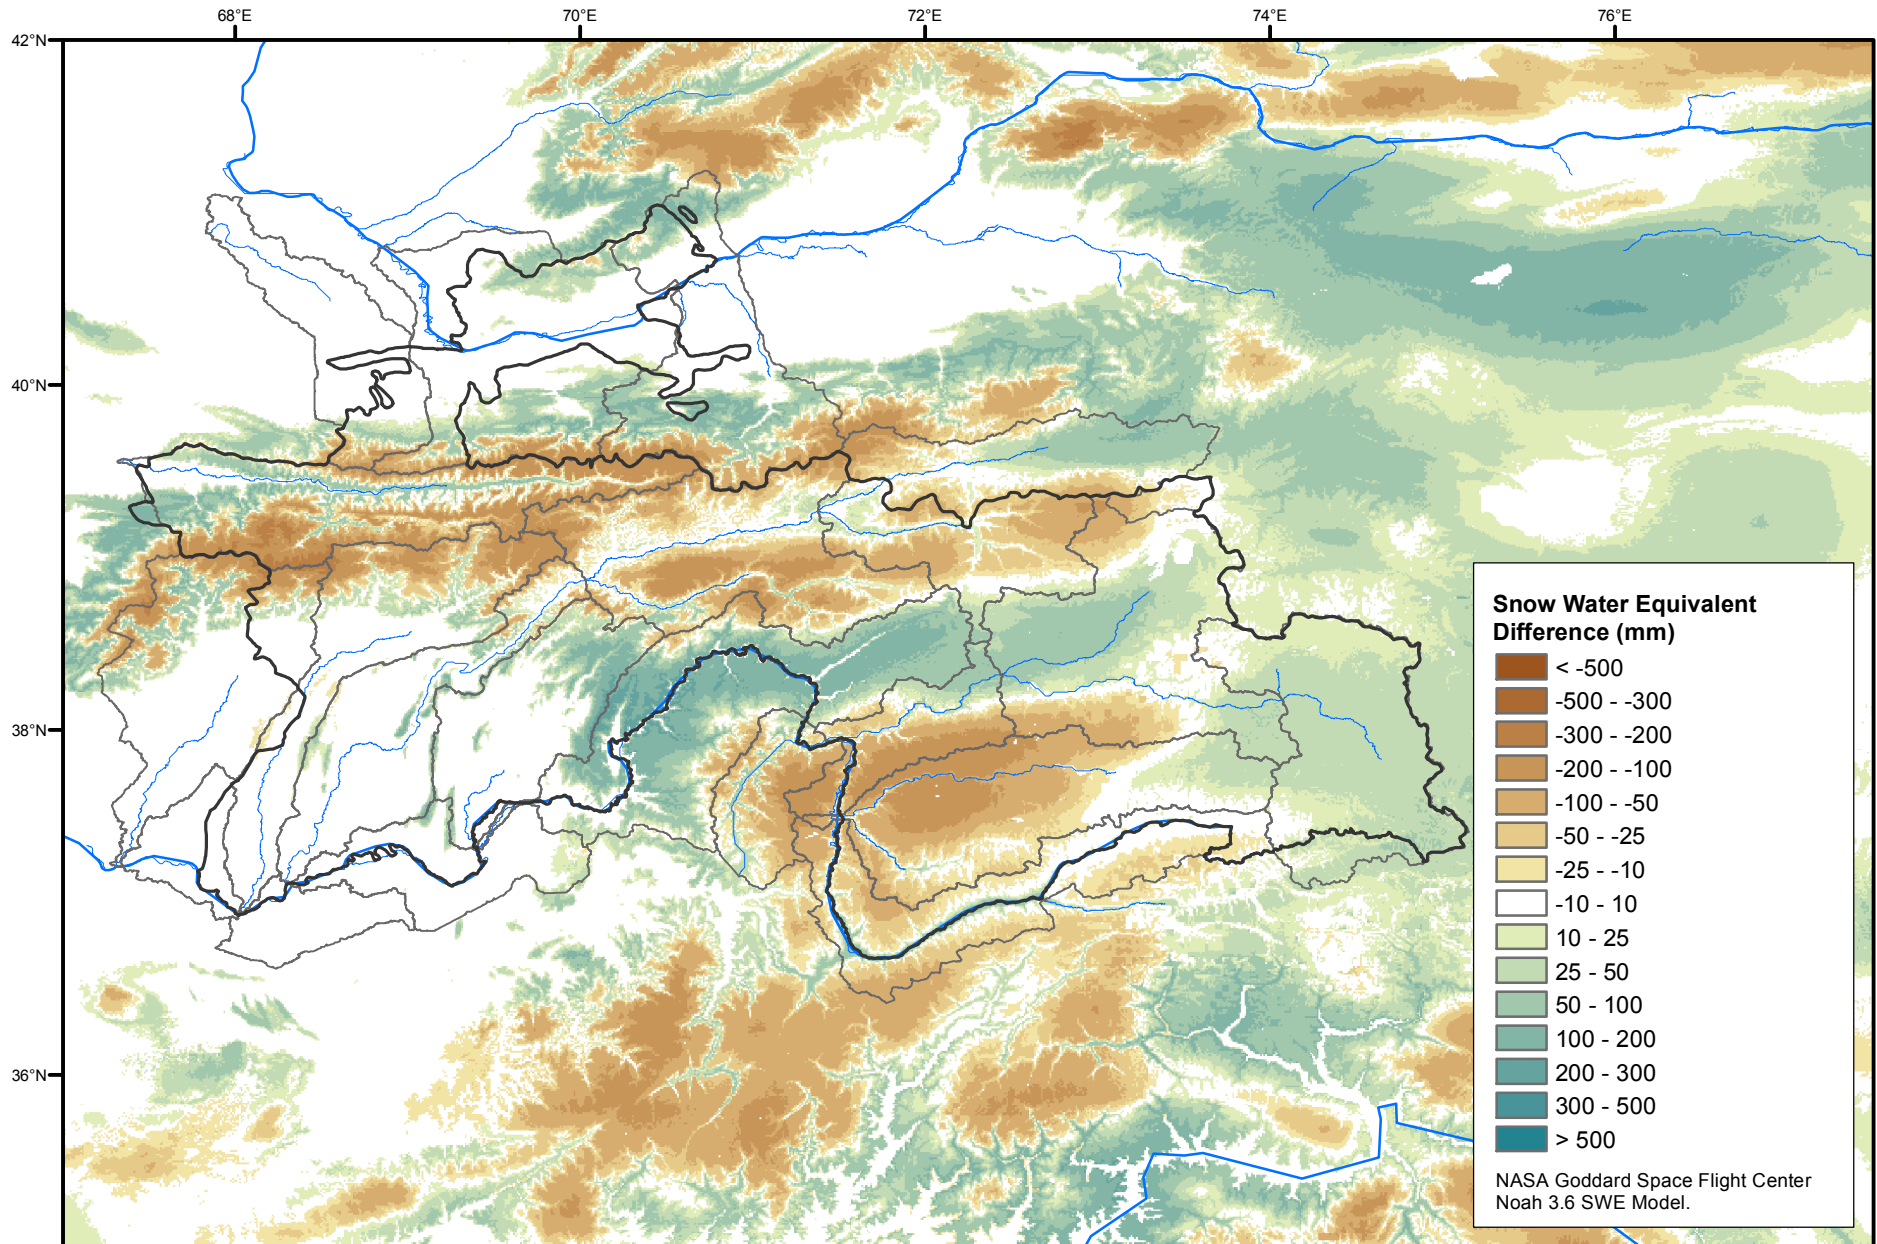 68°E
70°E
72°E
74°E
76°E
42°N
40°N
38°N
36°N
Snow Water Equivalent
Difference (mm)
< -500
-500 - -300
-300 - -200
-200 - -100
-100 - -50
-50 - -25
-25 - -10
-10 - 10
10 - 25
25 - 50
50 - 100
100 - 200
200 - 300
300 - 500
> 500
NASA Goddard Space Flight Center
Noah 3.6 SWE Model.